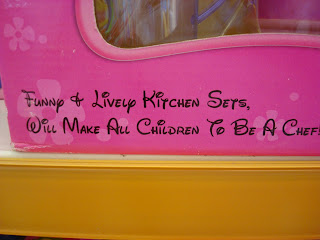 Funny & Lively Kitchen Sets,
Will Make All Children To Be A Chef!